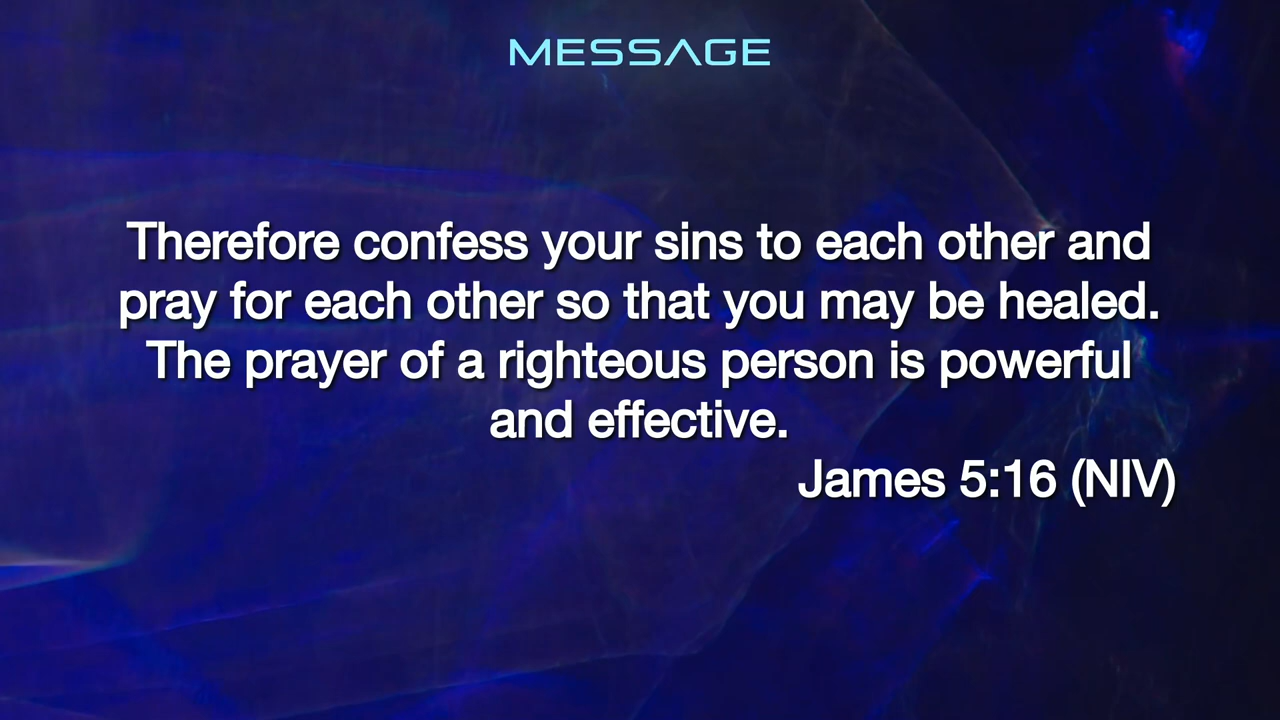 MESSAGE
Therefore confess your sins to each other and
pray for each other so that you may be healed.
The prayer of a righteous person is powerful
and effective.
James 5:16 (NIV)